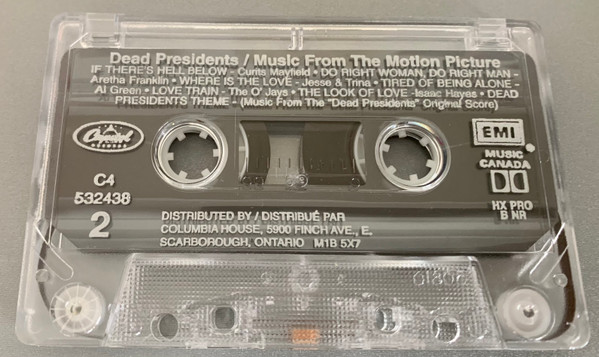 Dead Presidents / Music From The Motion Picture
IF THERE'S HELL BELOW - Curtis Mayfield • DO RIGHT WOMAN, DO RIGHT MAN -
Aretha Franklin • WHERE IS THE LOVE - Jesse & Trina • TIRED OF BEING ALONE -
Al Green • LOVE TRAIN - The O' Jays • THE LOOK OF LOVE -Isaac Hayes • DEAD
PRESIDENTS THEME - (Music From The "Dead Presidents" Original Score)
Capitol
EMI
MUSIC
CANADA
C4
532438
2
HX PRO
B NR
DISTRIBUTED BY / DISTRIBUÉ PAR
COLUMBIA HOUSE, 5900 FINCH AVE., E.
SCARBOROUGH, ONTARIO M1B 5X7